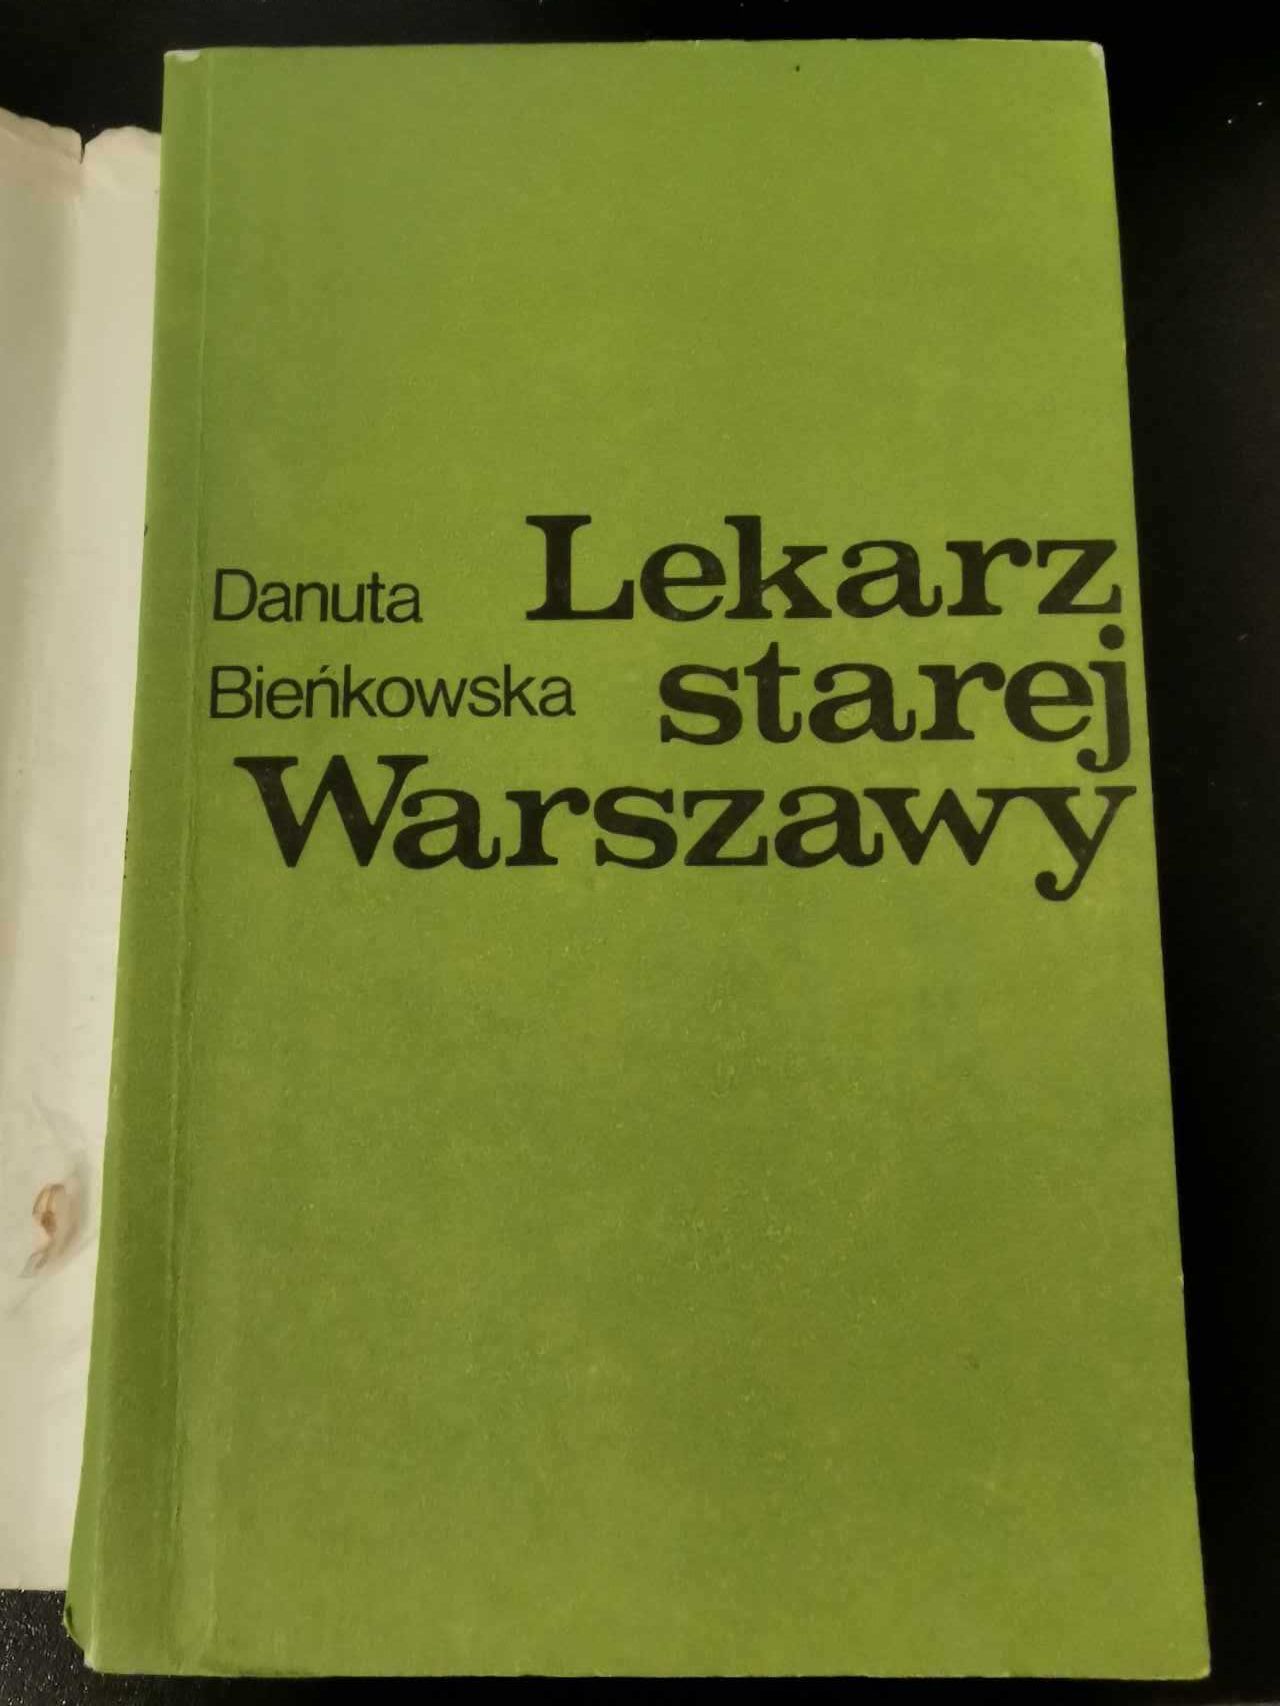 Danuta
Bieńkowska
Lekarz
starej
Warszawy